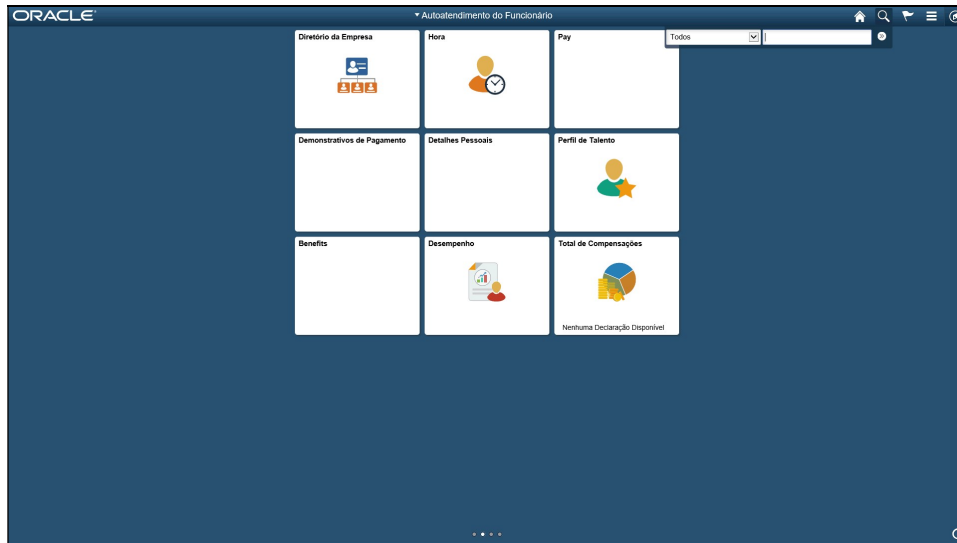 ORACLE
Autoatendimento do Funcionário
Todos
Diretório da Empresa
Hora
Pay
Demonstrativos de Pagamento
Detalhes Pessoais
Perfil de Talento
Benefits
Desempenho
Total de Compensações
Nenhuma Declaração Disponível